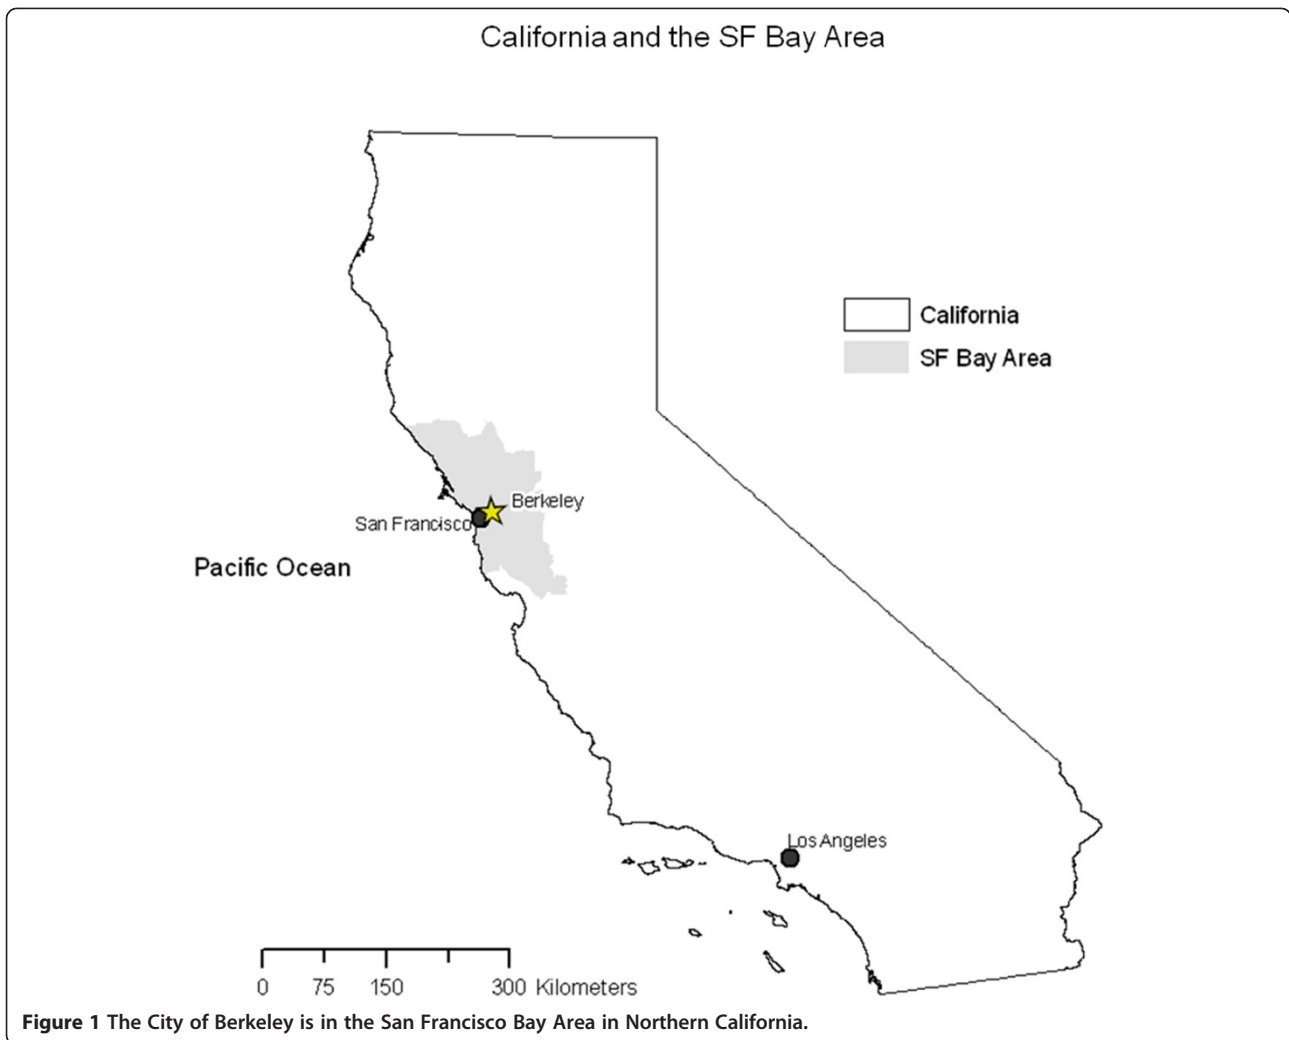 California and the SF Bay Area
California
SF Bay Area
Berkeley
San Francisco
Pacific Ocean
Los Angeles
0 75 150 300 Kilometers
Figure 1 The City of Berkeley is in the San Francisco Bay Area in Northern California.